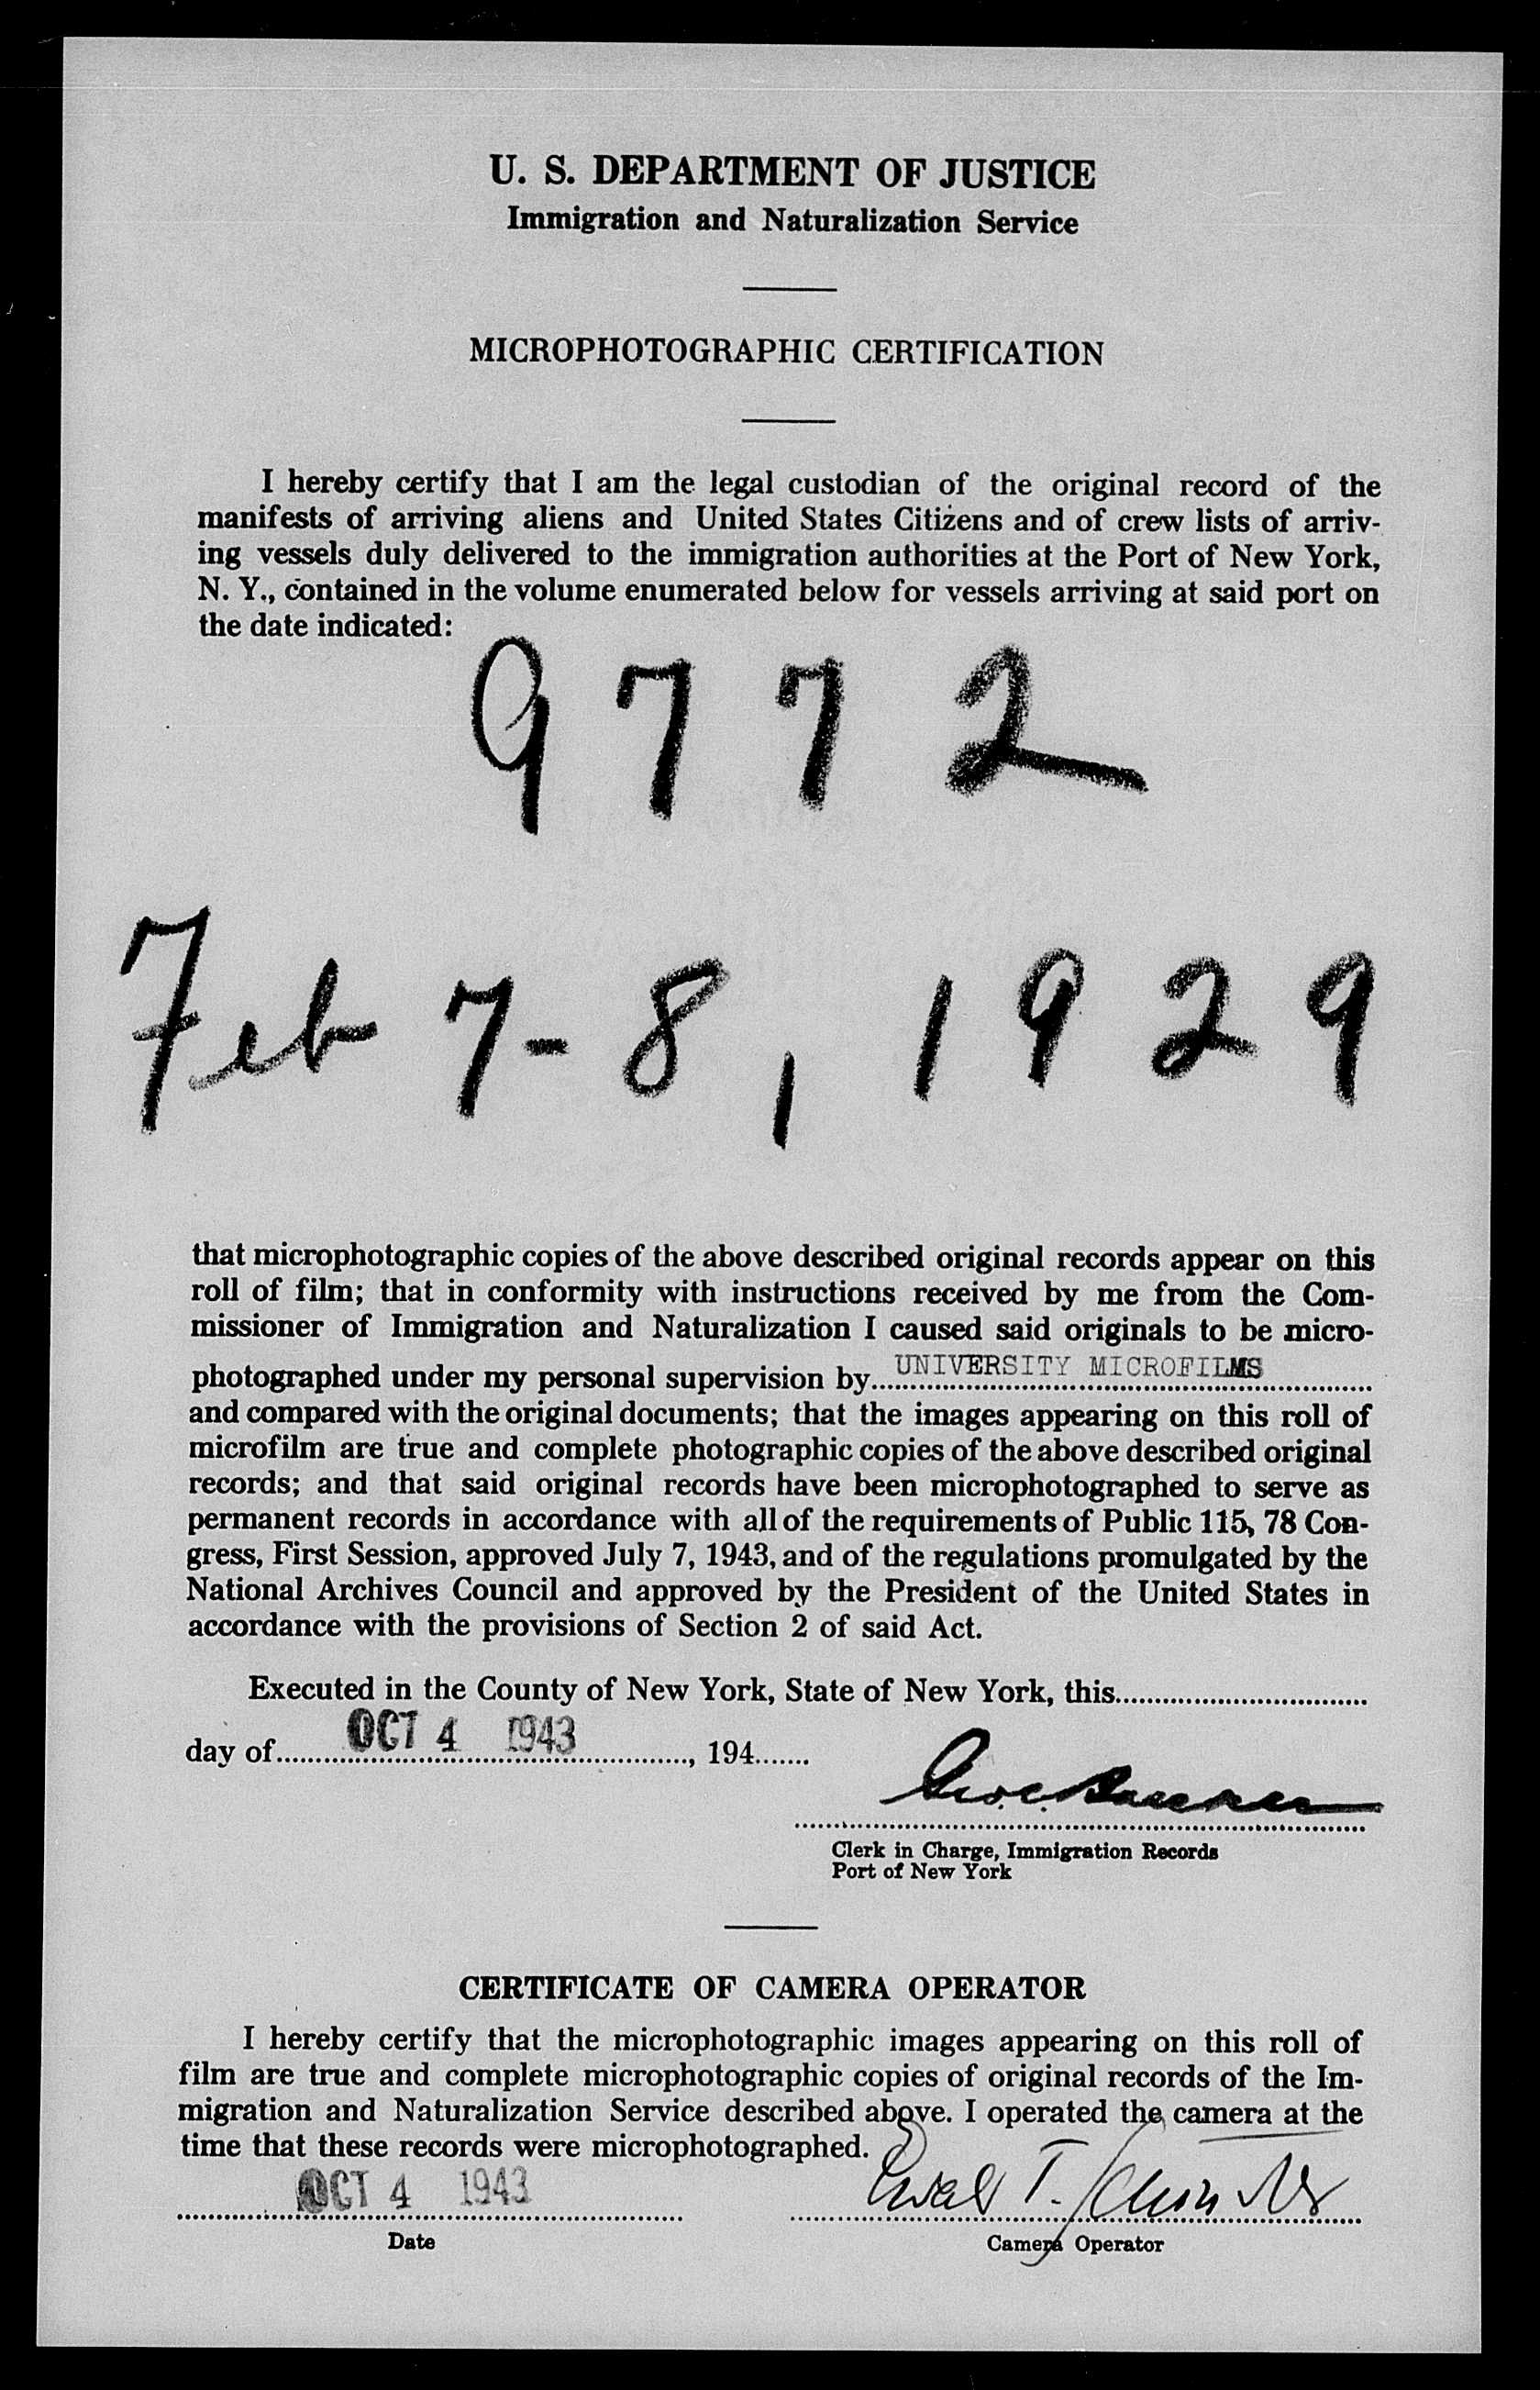 U. S. DEPARTMENT OF JUSTICE
Immigration and Naturalization Service
MICROPHOTOGRAPHIC CERTIFICATION
I hereby certify that I am the legal custodian of the original record of the
manifests of arriving aliens and United States Citizens and of crew lists of arriv-
ing vessels duly delivered to the immigration authorities at the Port of New York,
N. Y., contained in the volume enumerated below for vessels arriving at said port on
the date indicated:
9772
Feb 7-8, 1929
that microphotographic copies of the above described original records appear on this
roll of film; that in conformity with instructions received by me from the Com-
missioner of Immigration and Naturalization I caused said originals to be micro-
photographed under my personal supervision by UNIVERSITY MICROFILMS
and compared with the original documents; that the images appearing on this roll of
microfilm are true and complete photographic copies of the above described original
records; and that said original records have been microphotographed to serve as
permanent records in accordance with all of the requirements of Public 115, 78 Con-
gress, First Session, approved July 7, 1943, and of the regulations promulgated by the
National Archives Council and approved by the President of the United States in
accordance with the provisions of Section 2 of said Act.
Executed in the County of New York, State of New York, this
day of OCT 4 1943, 194
Clerk in Charge, Immigration Records
Port of New York
CERTIFICATE OF CAMERA OPERATOR
I hereby certify that the microphotographic images appearing on this roll of
film are true and complete microphotographic copies of original records of the Im-
migration and Naturalization Service described above. I operated the camera at the
time that these records were microphotographed.
OCT 4 1943
Date
Camera Operator